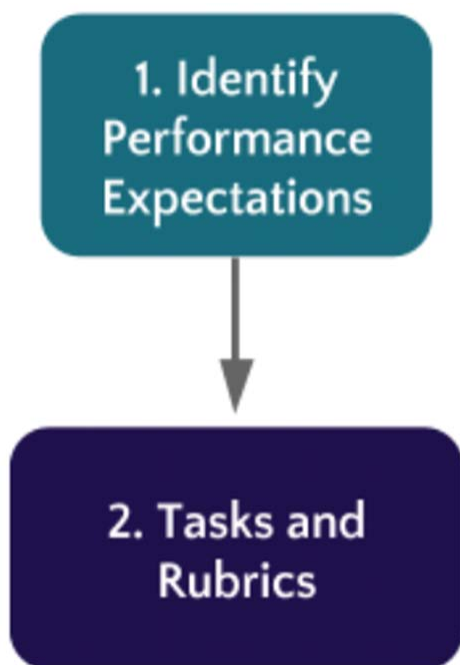 1. Identify
Performance
Expectations
2. Tasks and
Rubrics